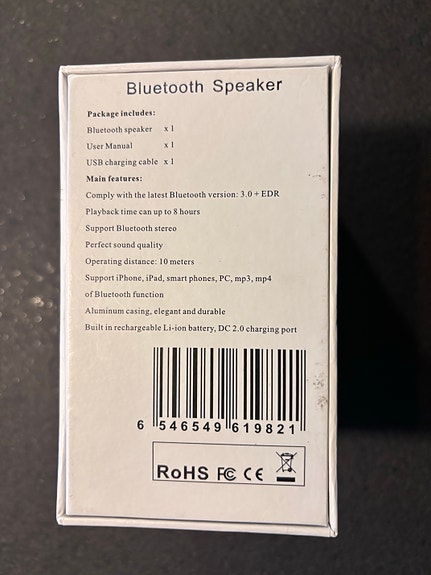 Bluetooth Speaker
Package includes:
Bluetooth speaker x 1
User Manual x 1
USB charging cable x 1
Main features:
Comply with the latest Bluetooth version: 3.0 + EDR
Playback time can up to 8 hours
Support Bluetooth stereo
Perfect sound quality
Operating distance: 10 meters
Support iPhone, iPad, smart phones, PC, mp3, mp4
of Bluetooth function
Aluminum casing, elegant and durable
Built in rechargeable Li-ion battery, DC 2.0 charging port
6 546549 619821
RoHS FC CE